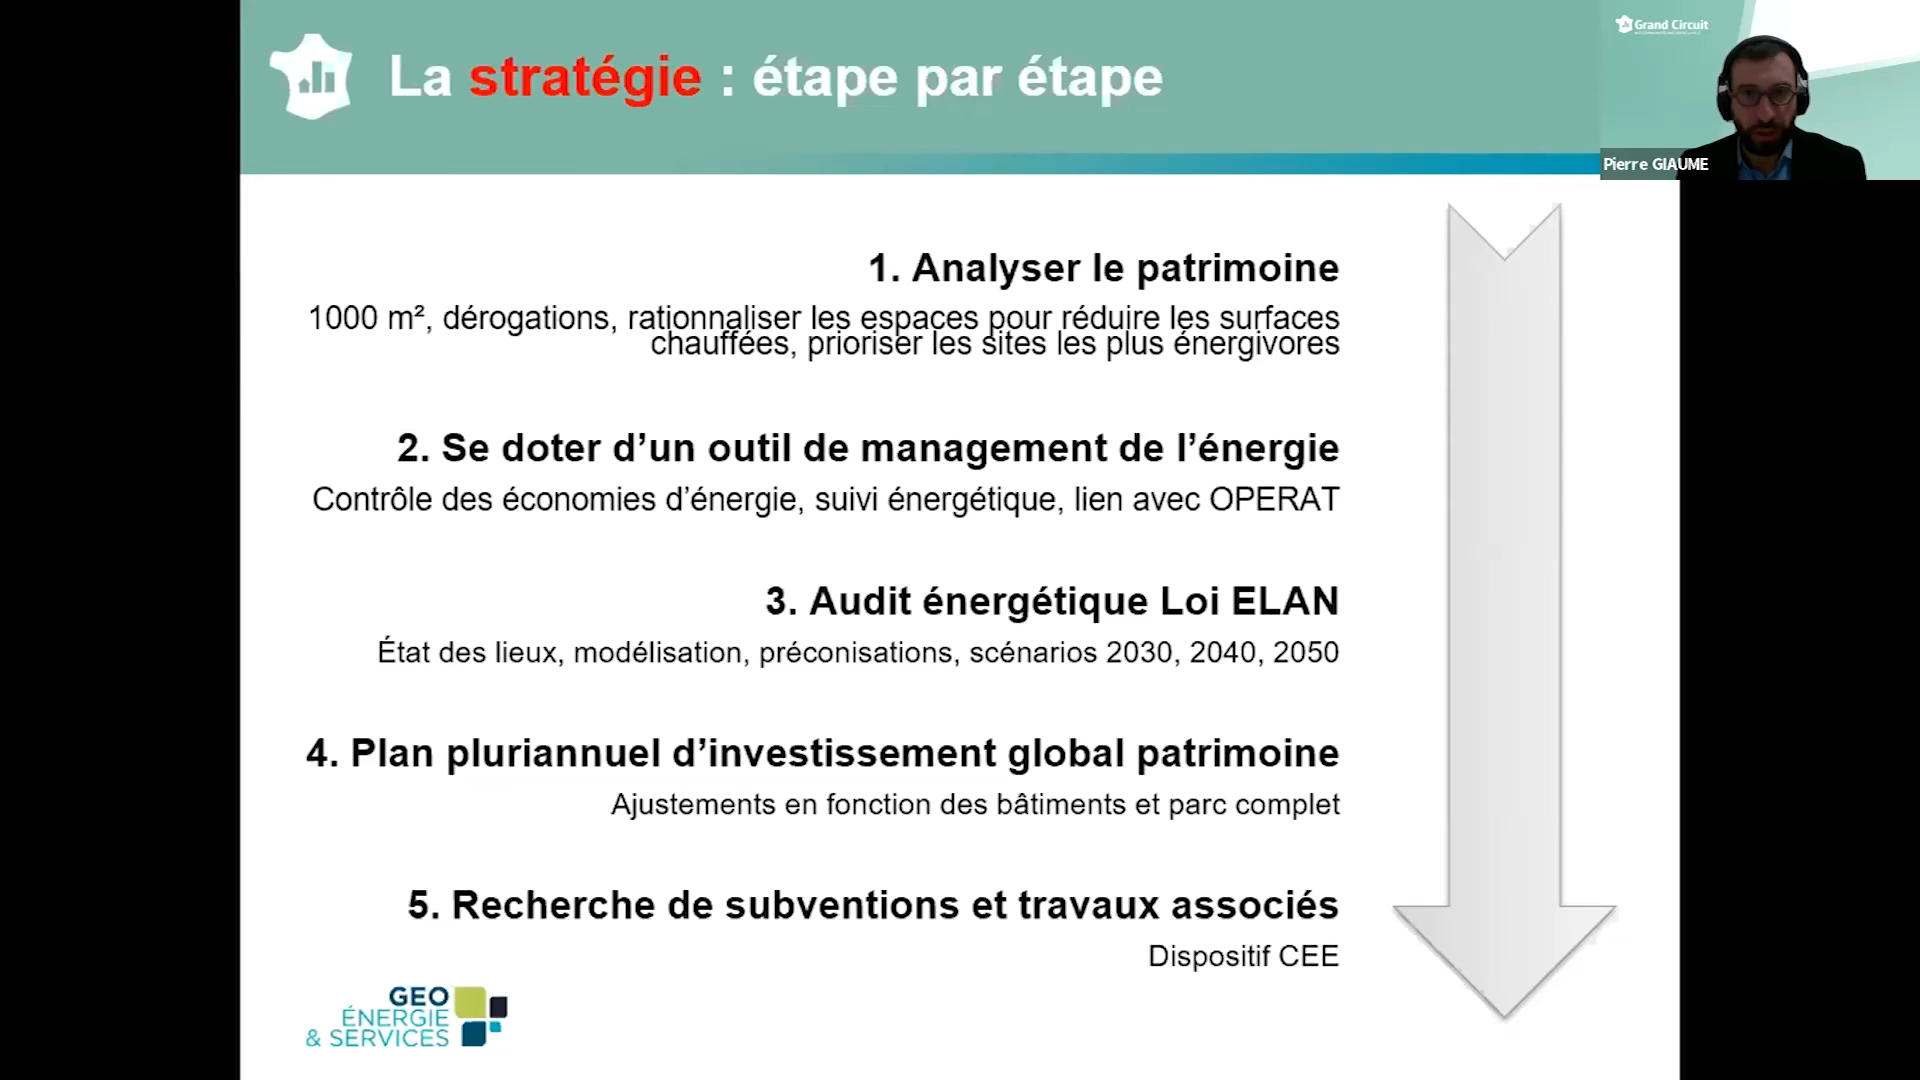 La stratégie : étape par étape
Grand Circuit
Pierre GIAUME
1. Analyser le patrimoine
1000 m², dérogations, rationnaliser les espaces pour réduire les surfaces
chauffées, prioriser les sites les plus énergivores
2. Se doter d’un outil de management de l’énergie
Contrôle des économies d’énergie, suivi énergétique, lien avec OPERAT
3. Audit énergétique Loi ELAN
État des lieux, modélisation, préconisations, scénarios 2030, 2040, 2050
4. Plan pluriannuel d’investissement global patrimoine
Ajustements en fonction des bâtiments et parc complet
5. Recherche de subventions et travaux associés
Dispositif CEE
GEO
ÉNERGIE
& SERVICES